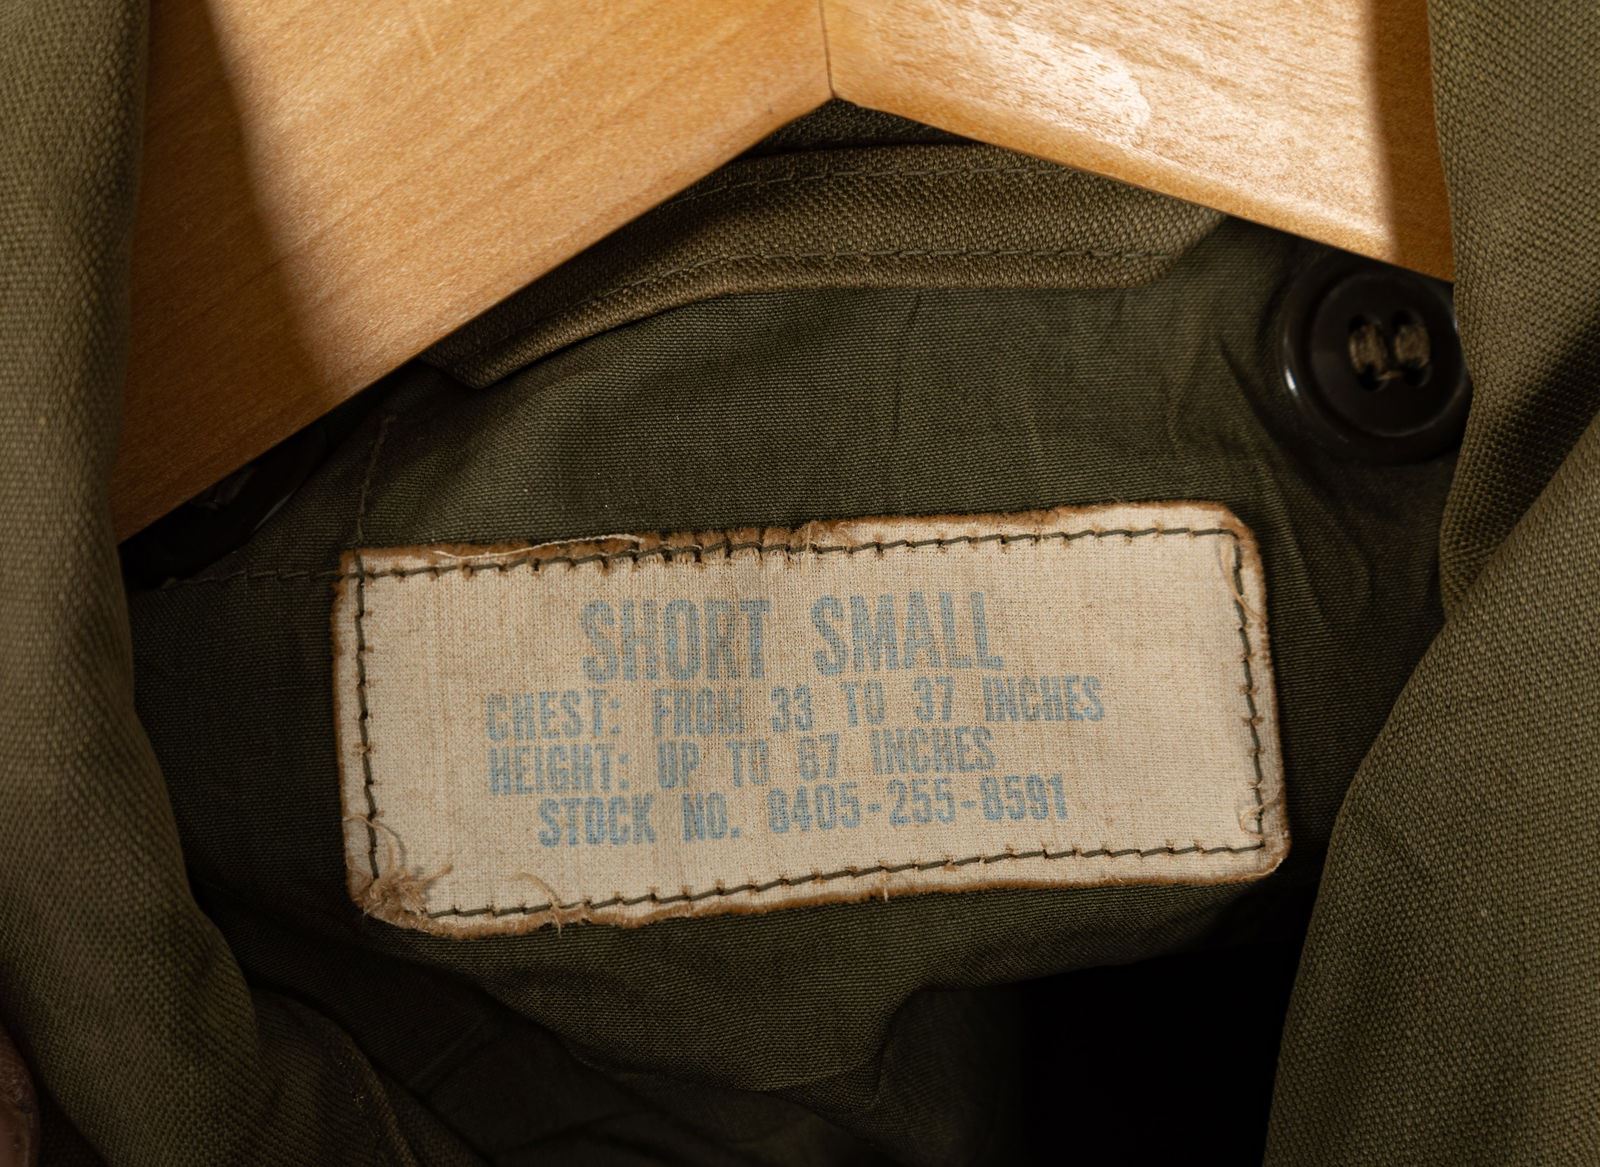 SHORT SMALL
CHEST: FROM 33 TO 37 INCHES
HEIGHT: UP TO 67 INCHES
STOCK NO. 8405-255-8591